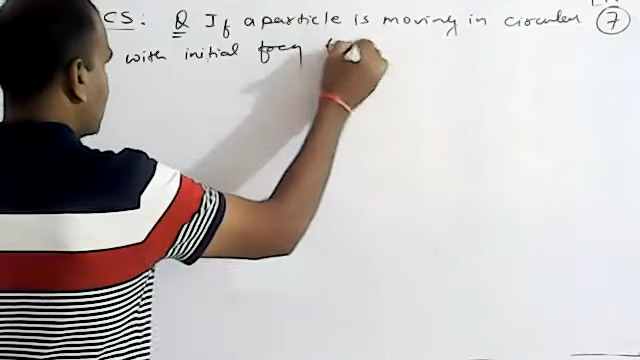 CS: Q If a particle is moving in circular 7
with initial freq